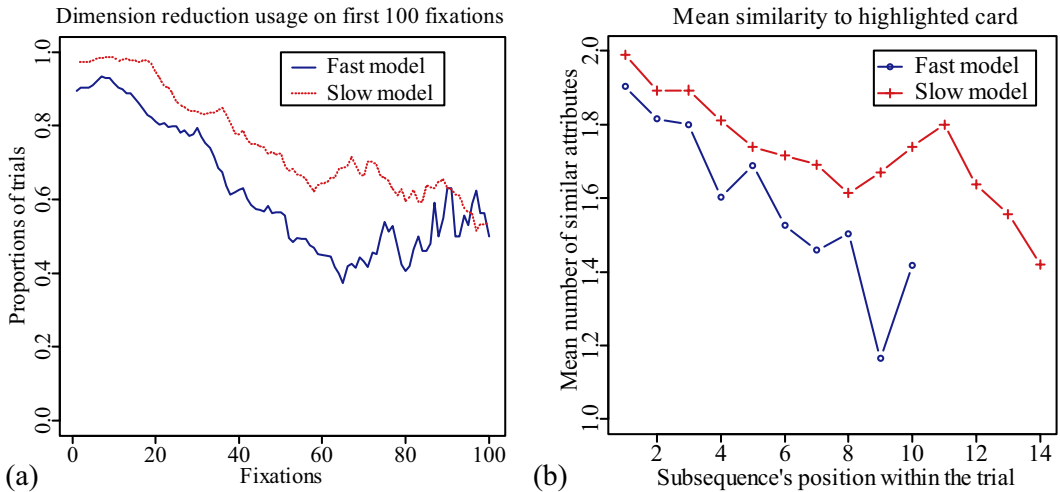 Dimension reduction usage on first 100 fixations
Proportions of trials
1.0
0.8
0.6
0.4
0.2
0.0
Fast model
Slow model
0 20 40 60 80 100
Fixations
(a)
Mean similarity to highlighted card
Mean number of similar attributes
2.0
1.8
1.6
1.4
1.2
1.0
Fast model
Slow model
2 4 6 8 10 12 14
Subsequence's position within the trial
(b)